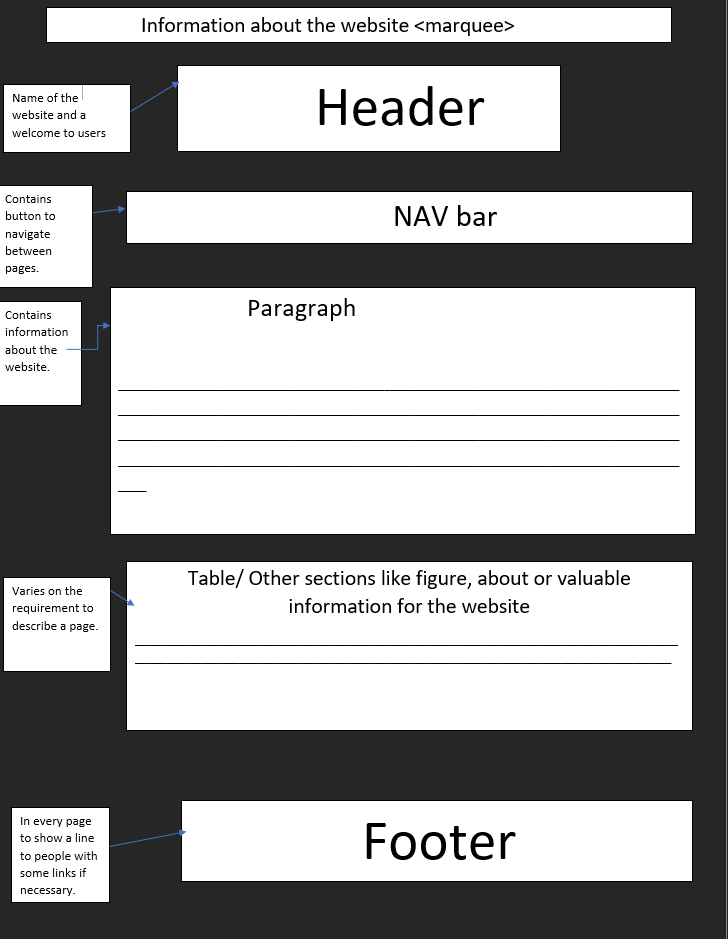 Information about the website <marquee>
Header
Name of the
website and a
welcome to users
Contains
button to
navigate
between
pages.
NAV bar
Contains
information
about the
website.
Paragraph
Table/ Other sections like figure, about or valuable
information for the website
Varies on the
requirement to
describe a page.
In every page
to show a line
to people with
some links if
necessary.
Footer